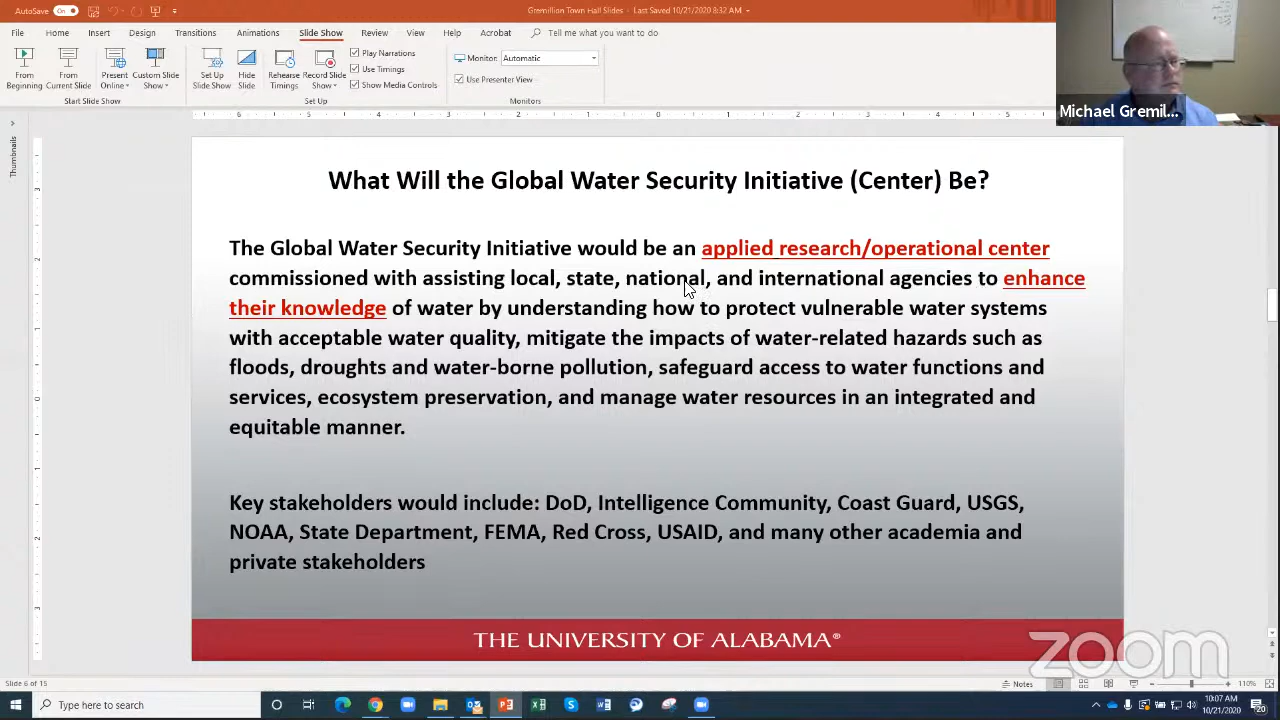 AutoSave On Gremillion Town Hall Slides - Last Saved 10/21/2020 8:32 AM
File Home Insert Design Transitions Animations Slide Show Review View Help Acrobat Tell me what you want to do
From Beginning
From Current Slide
Present Online
Custom Slide Show
Start Slide Show
Set Up Slide Show
Hide Slide
Rehearse Timings
Record Slide Show
Play Narrations
Use Timings
Show Media Controls
Set Up
Monitor: Automatic
Use Presenter View
Monitors
Michael Gremil...
Thumbnails
What Will the Global Water Security Initiative (Center) Be?
The Global Water Security Initiative would be an applied research/operational center
commissioned with assisting local, state, national, and international agencies to enhance
their knowledge of water by understanding how to protect vulnerable water systems
with acceptable water quality, mitigate the impacts of water-related hazards such as
floods, droughts and water-borne pollution, safeguard access to water functions and
services, ecosystem preservation, and manage water resources in an integrated and
equitable manner.
Key stakeholders would include: DoD, Intelligence Community, Coast Guard, USGS,
NOAA, State Department, FEMA, Red Cross, USAID, and many other academia and
private stakeholders
THE UNIVERSITY OF ALABAMA®
zoom
Slide 6 of 15 Notes 110%
Type here to search
10:07 AM
10/21/2020